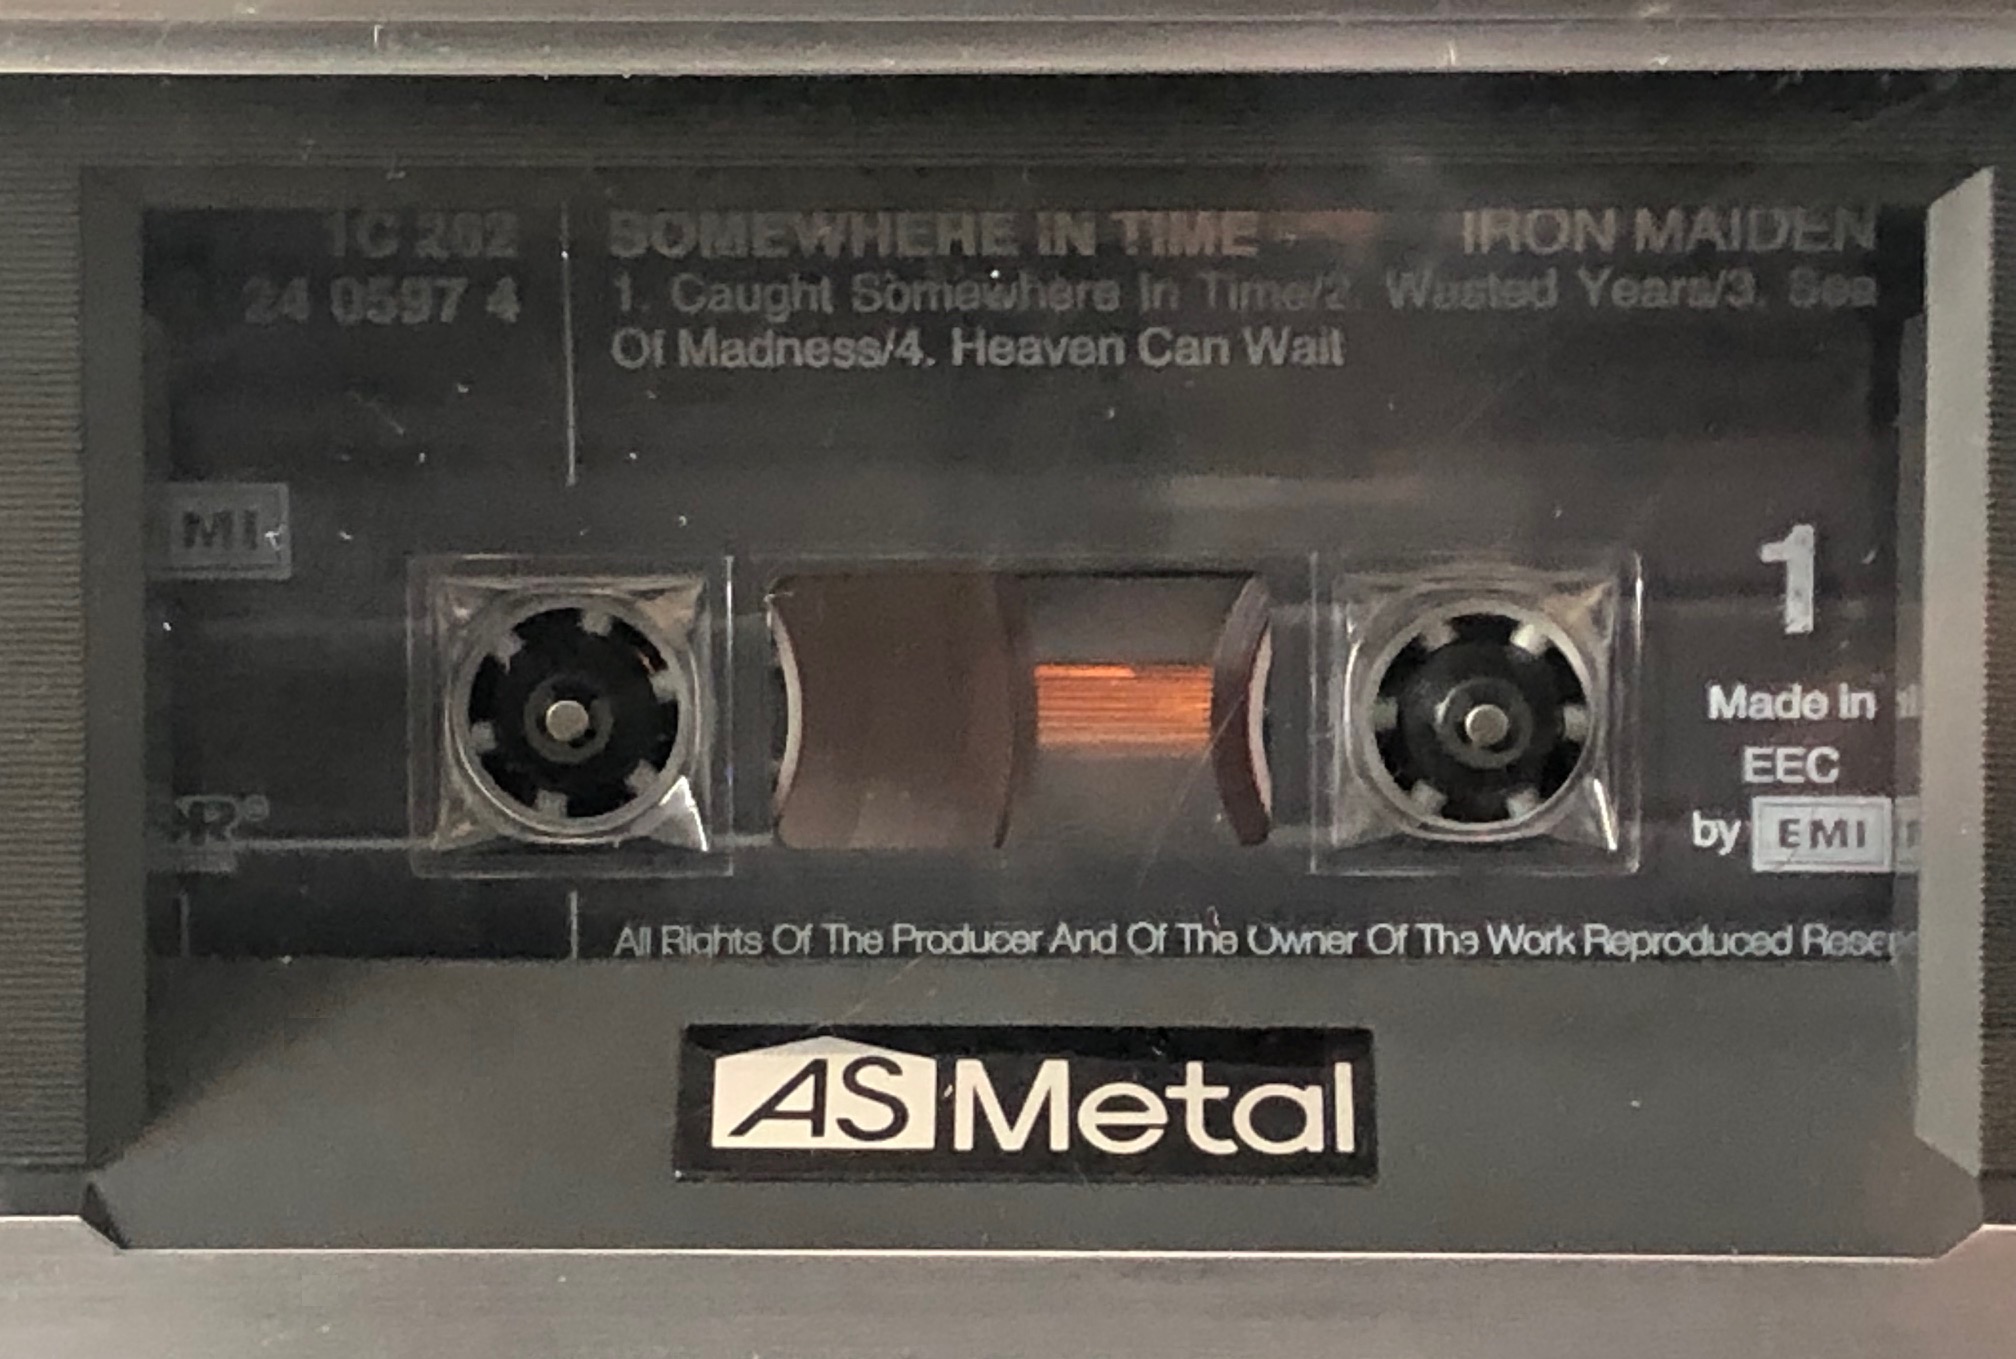 1C 262
24 0597 4
SOMEWHERE IN TIME IRON MAIDEN
1. Caught Somewhere In Time/2. Wasted Years/3. Sea
Of Madness/4. Heaven Can Wait
MI
1
Made In
EEC
by EMI
All Rights Of The Producer And Of The Owner Of The Work Reproduced Reser
AS Metal